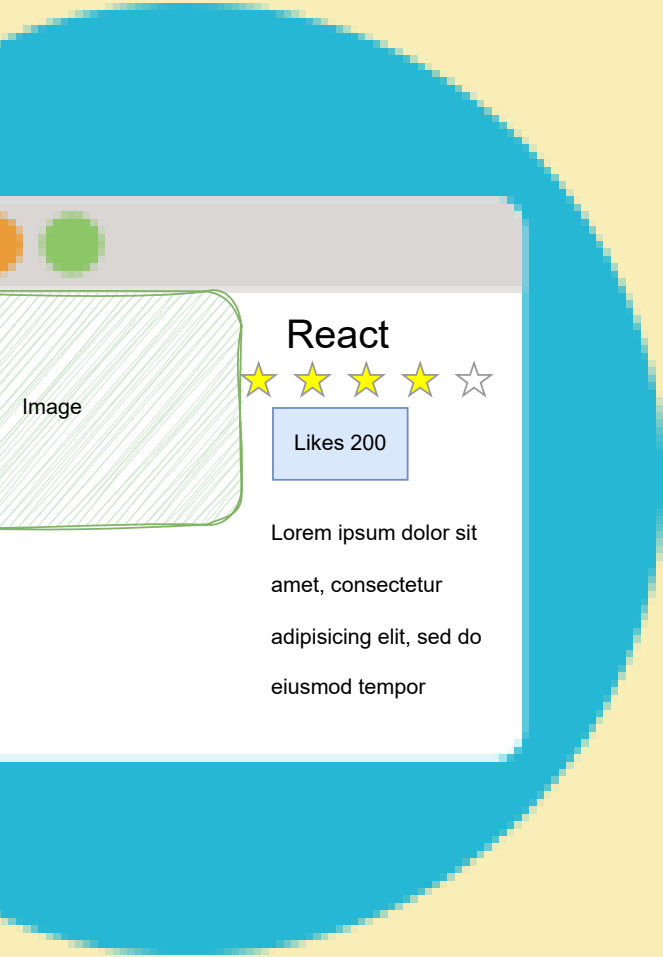 React
Image
Likes 200
Lorem ipsum dolor sit
amet, consectetur
adipisicing elit, sed do
eiusmod tempor